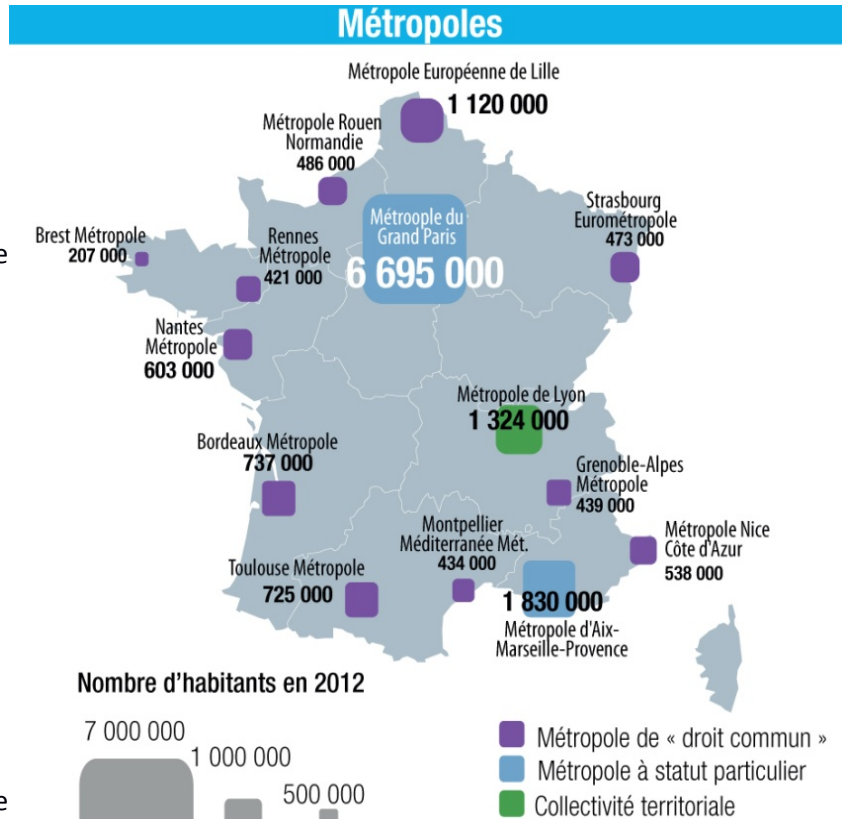 Métropoles
Métropole Européenne de Lille
1 120 000
Métropole Rouen
Normandie
486 000
Métroople du
Grand Paris
6 695 000
Strasbourg
Eurométropole
473 000
Brest Métropole
207 000
e
Rennes
Métropole
421 000
Nantes
Métropole
603 000
Métropole de Lyon
1 324 000
Bordeaux Métropole
737 000
Grenoble-Alpes
Métropole
439 000
Montpellier
Méditerranée Mét.
434 000
Métropole Nice
Côte d'Azur
538 000
Toulouse Métropole
725 000
1 830 000
Métropole d'Aix-
Marseille-Provence
Nombre d'habitants en 2012
7 000 000
1 000 000
500 000
e
Métropole de « droit commun »
Métropole à statut particulier
Collectivité territoriale